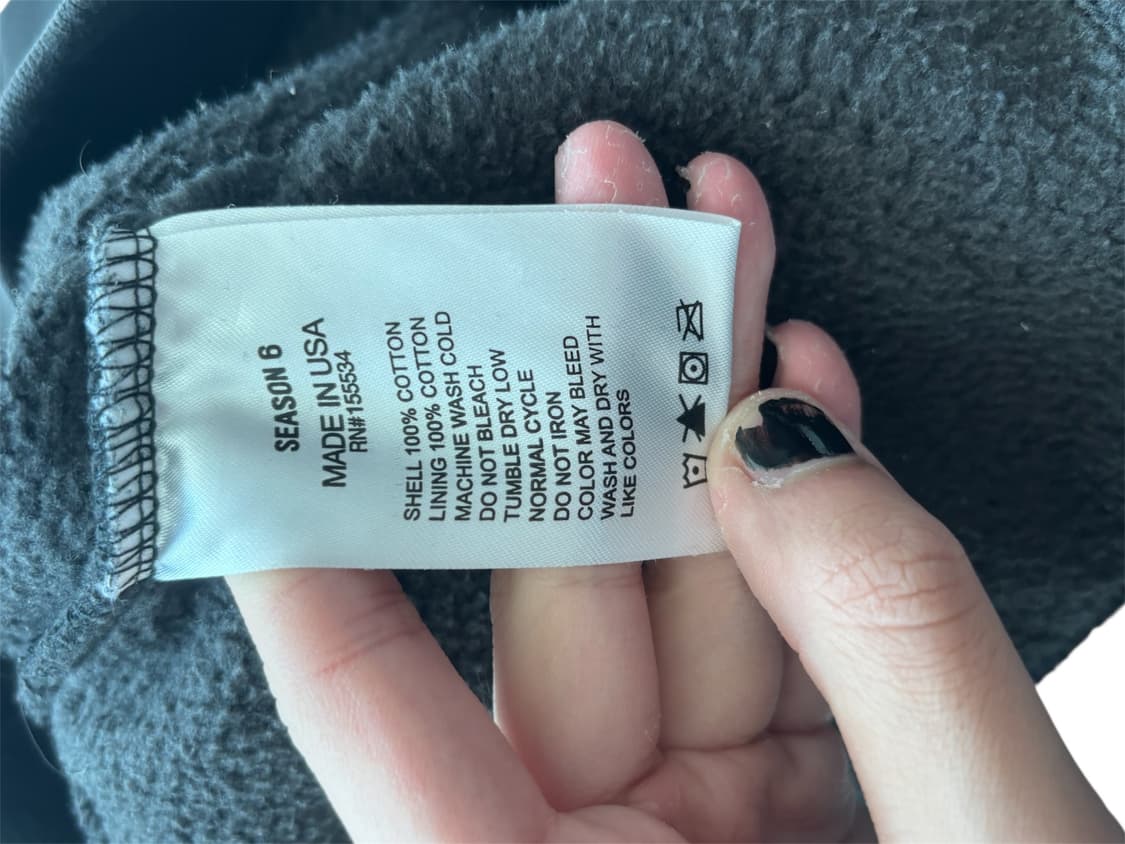 SEASON 6
MADE IN USA
RN#155534
SHELL 100% COTTON
LINING 100% COTTON
MACHINE WASH COLD
DO NOT BLEACH
TUMBLE DRY LOW
NORMAL CYCLE
DO NOT IRON
COLOR MAY BLEED
WASH AND DRY WITH
LIKE COLORS